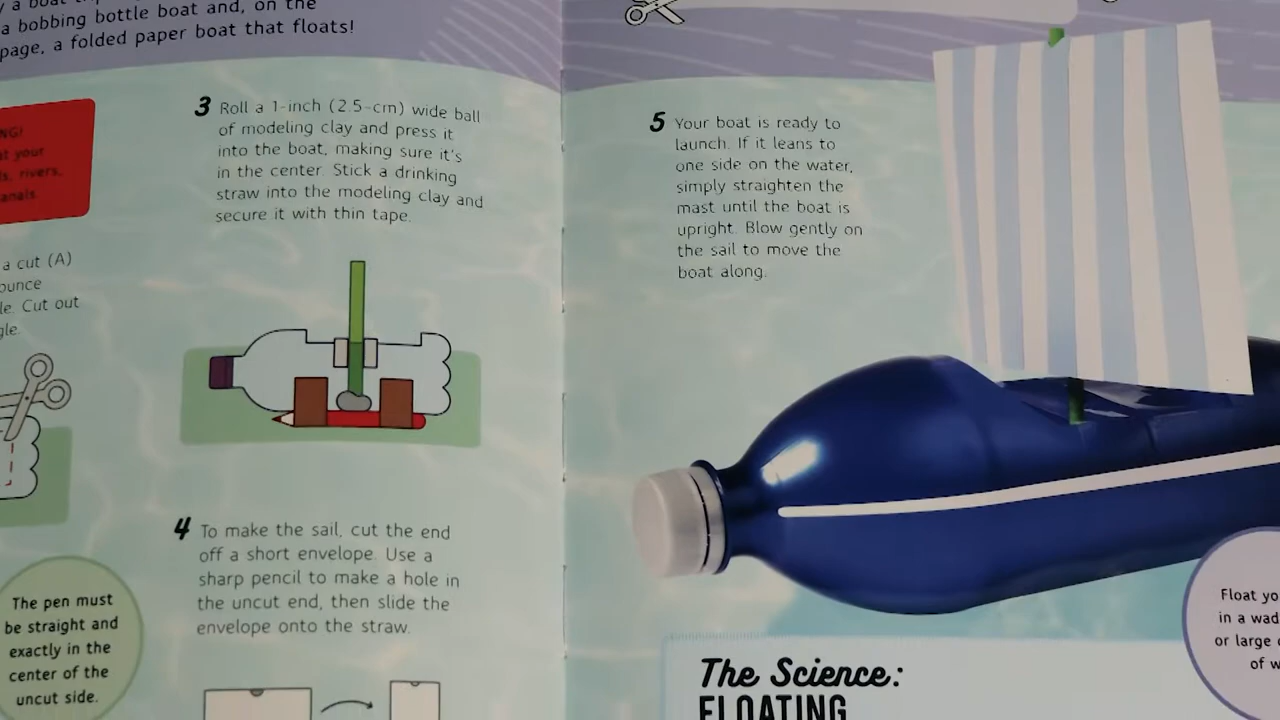 a boat
a bobbing bottle boat and, on the
page, a folded paper boat that floats!
NG!
at your
rivers,
anals.
a cut (A)
ounce
le. Cut out
gle.
3 Roll a 1-inch (2.5-cm) wide ball
of modeling clay and press it
into the boat, making sure it's
in the center. Stick a drinking
straw into the modeling clay and
secure it with thin tape.
4 To make the sail, cut the end
off a short envelope. Use a
sharp pencil to make a hole in
the uncut end, then slide the
envelope onto the straw.
The pen must
be straight and
exactly in the
center of the
uncut side.
5 Your boat is ready to
launch. If it leans to
one side on the water,
simply straighten the
mast until the boat is
upright. Blow gently on
the sail to move the
boat along.
The Science:
FLOATING
Float yo
in a wad
or large
of w